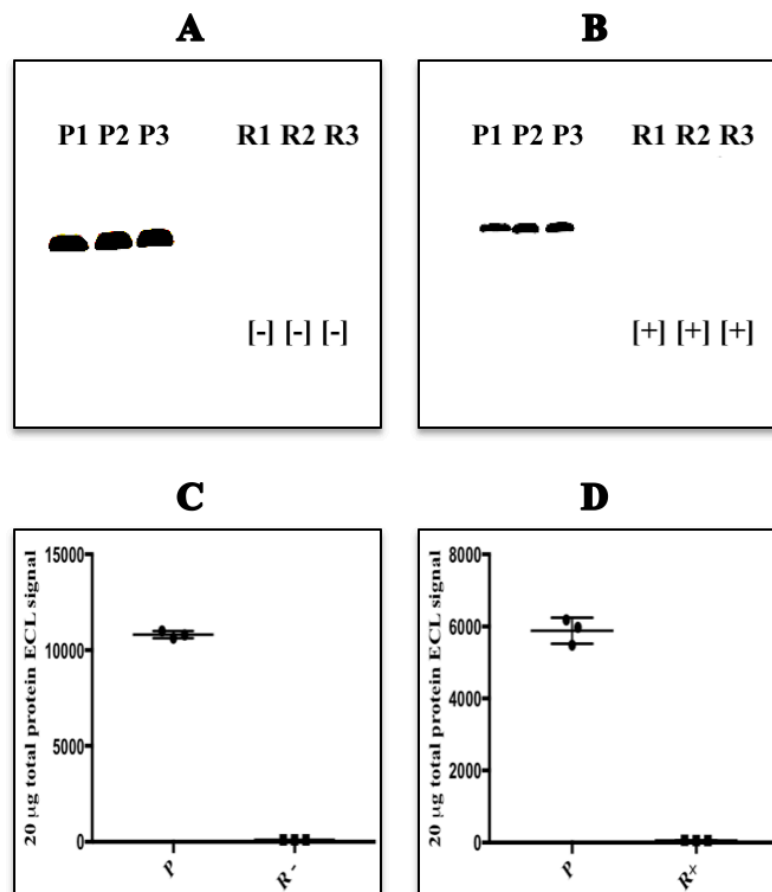 A
P1 P2 P3 R1 R2 R3
[-] [-] [-]
B
P1 P2 P3 R1 R2 R3
[+] [+] [+]
C
20 µg total protein ECL signal
15000
10000
5000
0
P
R -
D
20 µg total protein ECL signal
8000
6000
4000
2000
0
P
R+